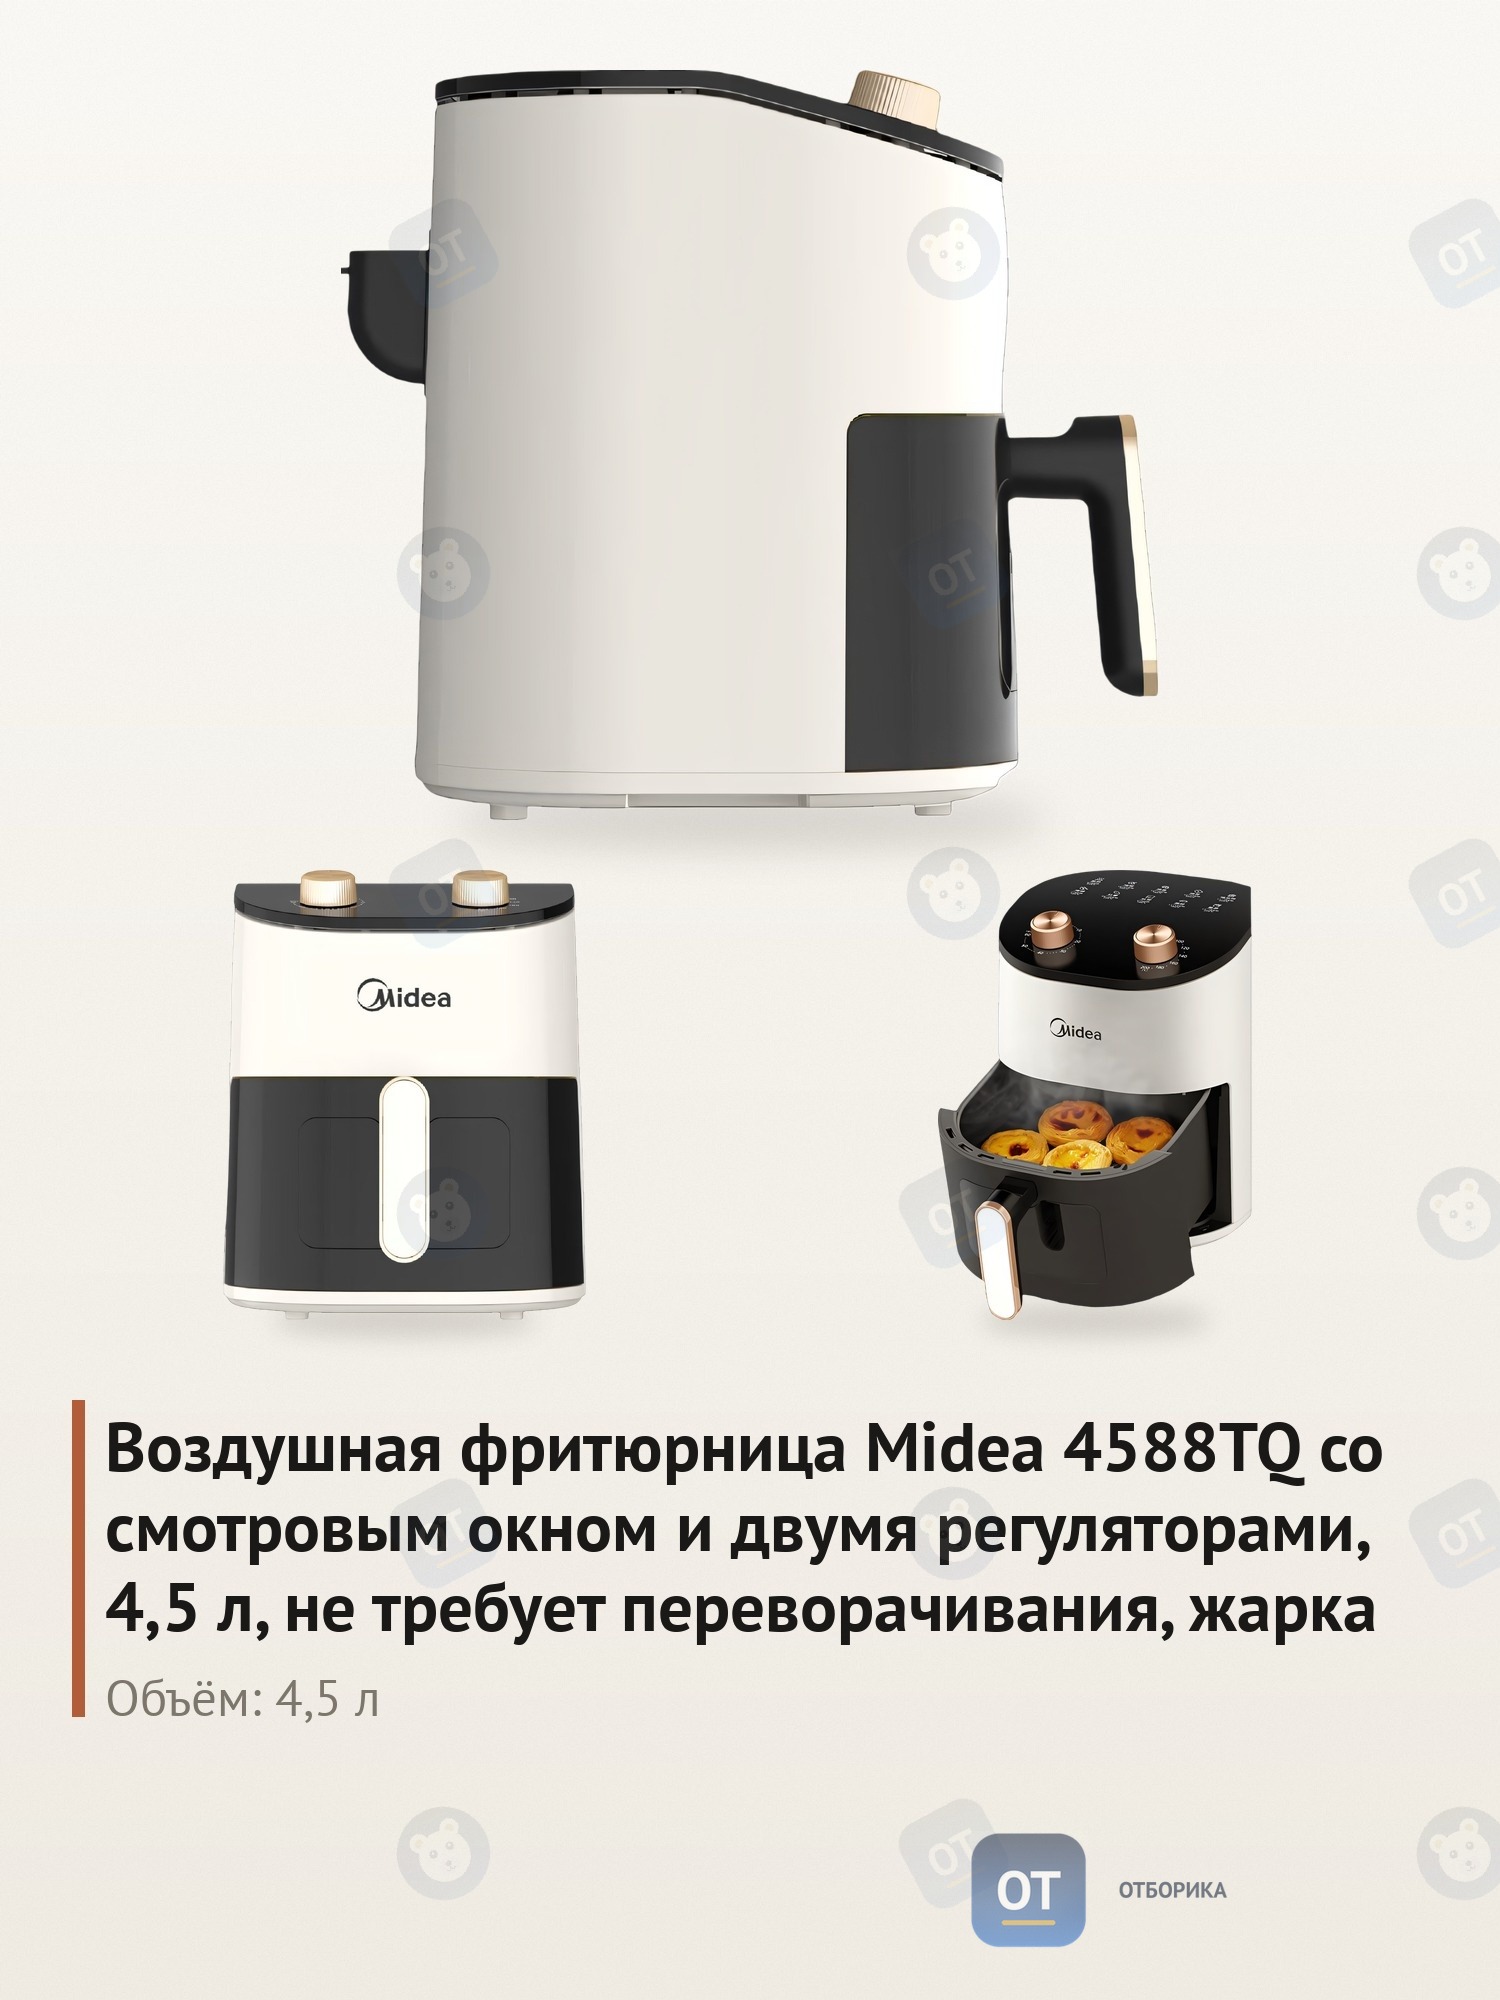 Midea
Midea
Воздушная фритюрница Midea 4588TQ со
смотровым окном и двумя регуляторами,
4,5 л, не требует переворачивания, жарка
Объём: 4,5 л
ОТ
ОТБОРИКА